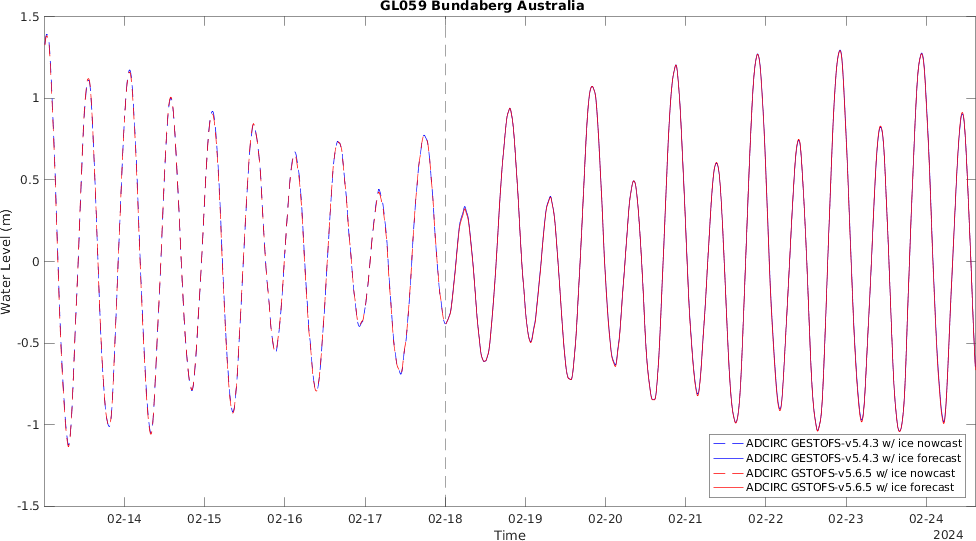 GL059 Bundaberg Australia
1.5
1
0.5
0
-0.5
-1
-1.5
Water Level (m)
ADCIRC GESTOFS-v5.4.3 w/ ice nowcast
ADCIRC GESTOFS-v5.4.3 w/ ice forecast
ADCIRC GSTOFS-v5.6.5 w/ ice nowcast
ADCIRC GSTOFS-v5.6.5 w/ ice forecast
02-14 02-15 02-16 02-17 02-18 02-19 02-20 02-21 02-22 02-23 02-24
Time
2024